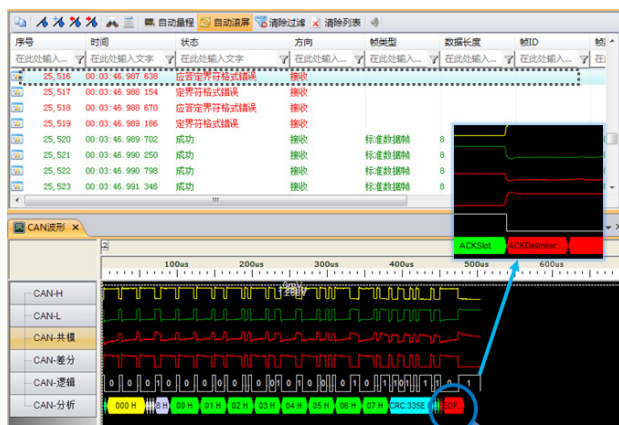 自动量程 自动滚屏 清除过滤 清除列表
序号 时间 状态 方向 帧类型 数据长度 帧ID 帧
在此处输入... 在此处输入文字 在此处输入文字 在此处输入... 在此处输入... 在此处输入... 在此处输入... 在
25,516 00:03:46.987 638 应答定界符格式错误 接收
25,517 00:03:46.988 154 定界符格式错误 接收
25,518 00:03:46.988 670 应答定界符格式错误 接收
25,519 00:03:46.989 186 定界符格式错误 接收
25,520 00:03:46.989 702 成功 接收 标准数据帧 8
25,521 00:03:46.990 250 成功 接收 标准数据帧 8
25,522 00:03:46.990 798 成功 接收 标准数据帧 8
25,523 00:03:46.991 346 成功 接收 标准数据帧 8
ACKSlot ACKDelimter:
CAN波形
2
100us 200us 300us 400us 500us 600us
CAN-H
CAN-L
CAN-共模
CAN-差分
CAN-逻辑
CAN-分析 000 H 8 H 00 H 01 H 02 H 03 H 04 H 05 H 06 H 07 H CRC:335E EOF